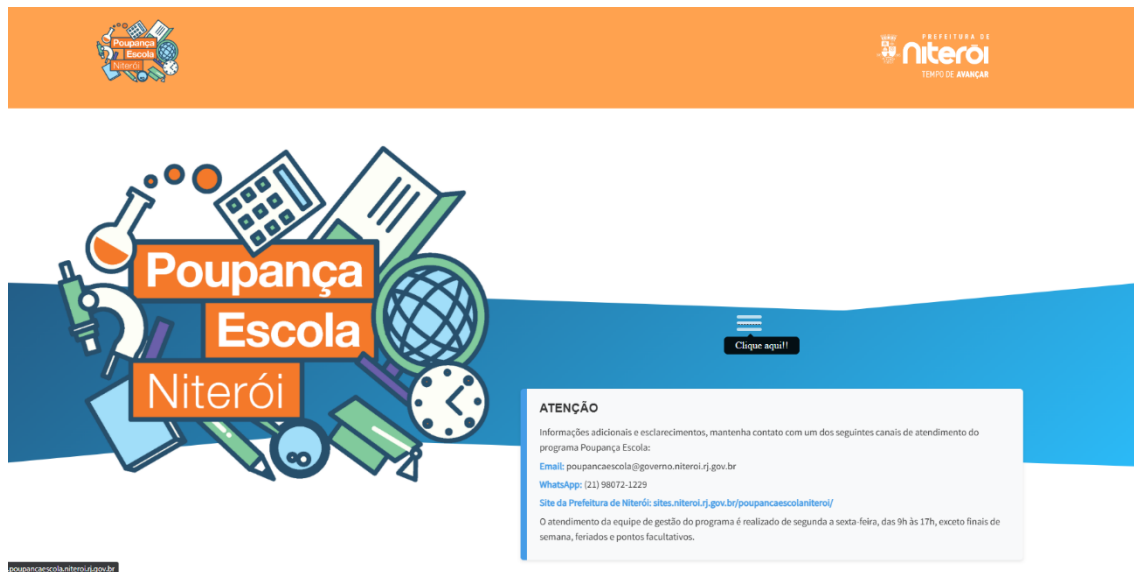 Poupança
Escola
Niterói
PREFEITURA DE
Niterói
TEMPO DE AVANÇAR
Poupança
Escola
Niterói
Clique aqui!!
ATENÇÃO
Informações adicionais e esclarecimentos, mantenha contato com um dos seguintes canais de atendimento do
programa Poupança Escola:
Email: poupancaescola@governo.niteroi.rj.gov.br
WhatsApp: (21) 98072-1229
Site da Prefeitura de Niterói: sites.niteroi.rj.gov.br/poupancaescolaniteroi/
O atendimento da equipe de gestão do programa é realizado de segunda a sexta-feira, das 9h às 17h, exceto finais de
semana, feriados e pontos facultativos.
poupancaescola.niteroi.rj.gov.br